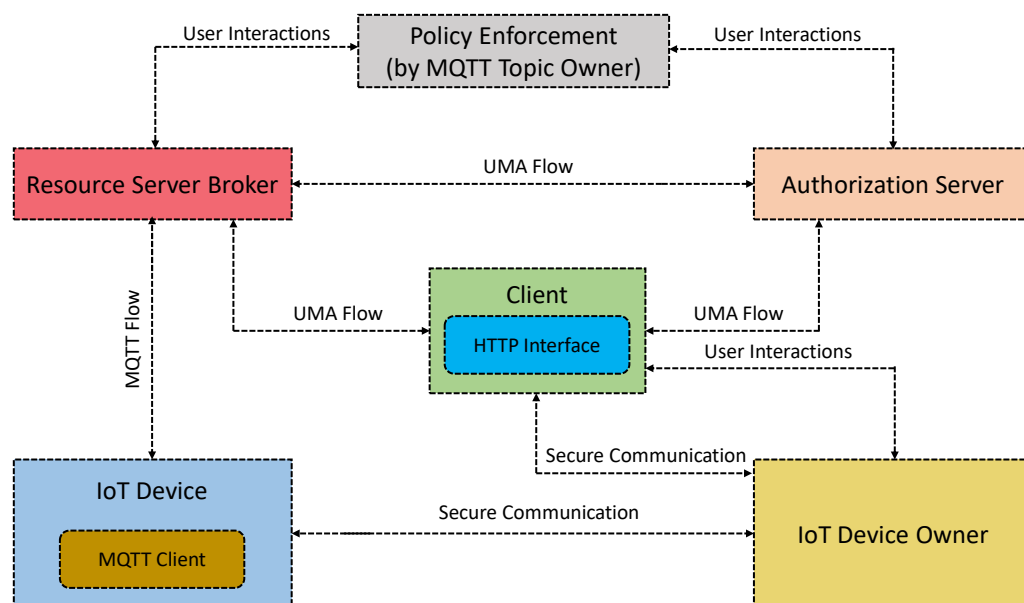 User Interactions
Policy Enforcement
(by MQTT Topic Owner)
User Interactions
Resource Server Broker
UMA Flow
Authorization Server
MQTT Flow
UMA Flow
Client
HTTP Interface
UMA Flow
User Interactions
Secure Communication
IoT Device
MQTT Client
Secure Communication
IoT Device Owner